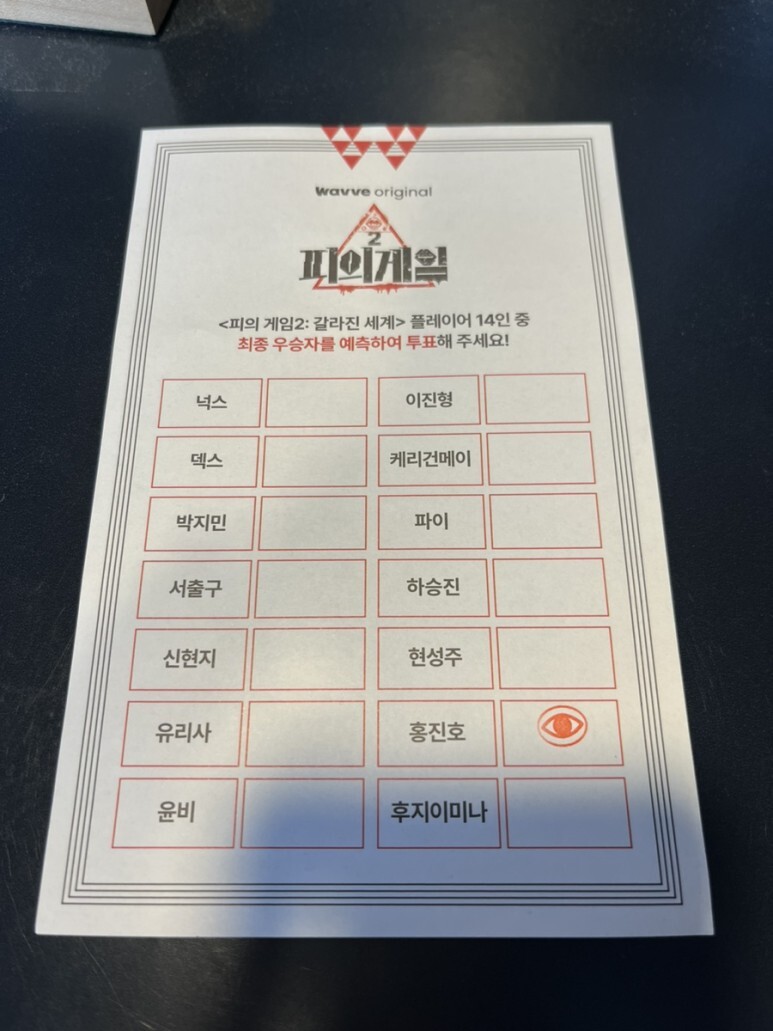 wavve original
2
피의게임
<피의 게임2: 갈라진 세계> 플레이어 14인 중
최종 우승자를 예측하여 투표해 주세요!
넉스 이진형
덱스 케리건메이
박지민 파이
서출구 하승진
신현지 현성주
유리사 홍진호
윤비 후지이미나